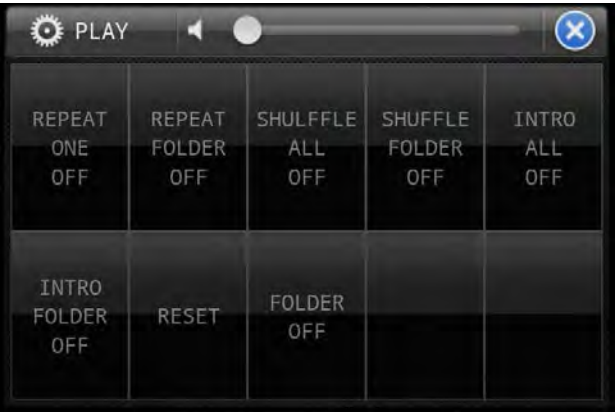 PLAY
REPEAT
ONE
OFF
REPEAT
FOLDER
OFF
SHULFFLE
ALL
OFF
SHUFFLE
FOLDER
OFF
INTRO
ALL
OFF
INTRO
FOLDER
OFF
RESET
FOLDER
OFF